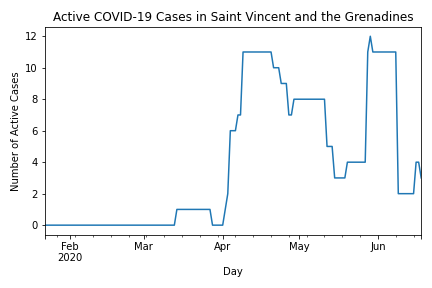 Active COVID-19 Cases in Saint Vincent and the Grenadines
Number of Active Cases
12
10
8
6
4
2
0
Feb
2020
Mar
Apr
May
Jun
Day